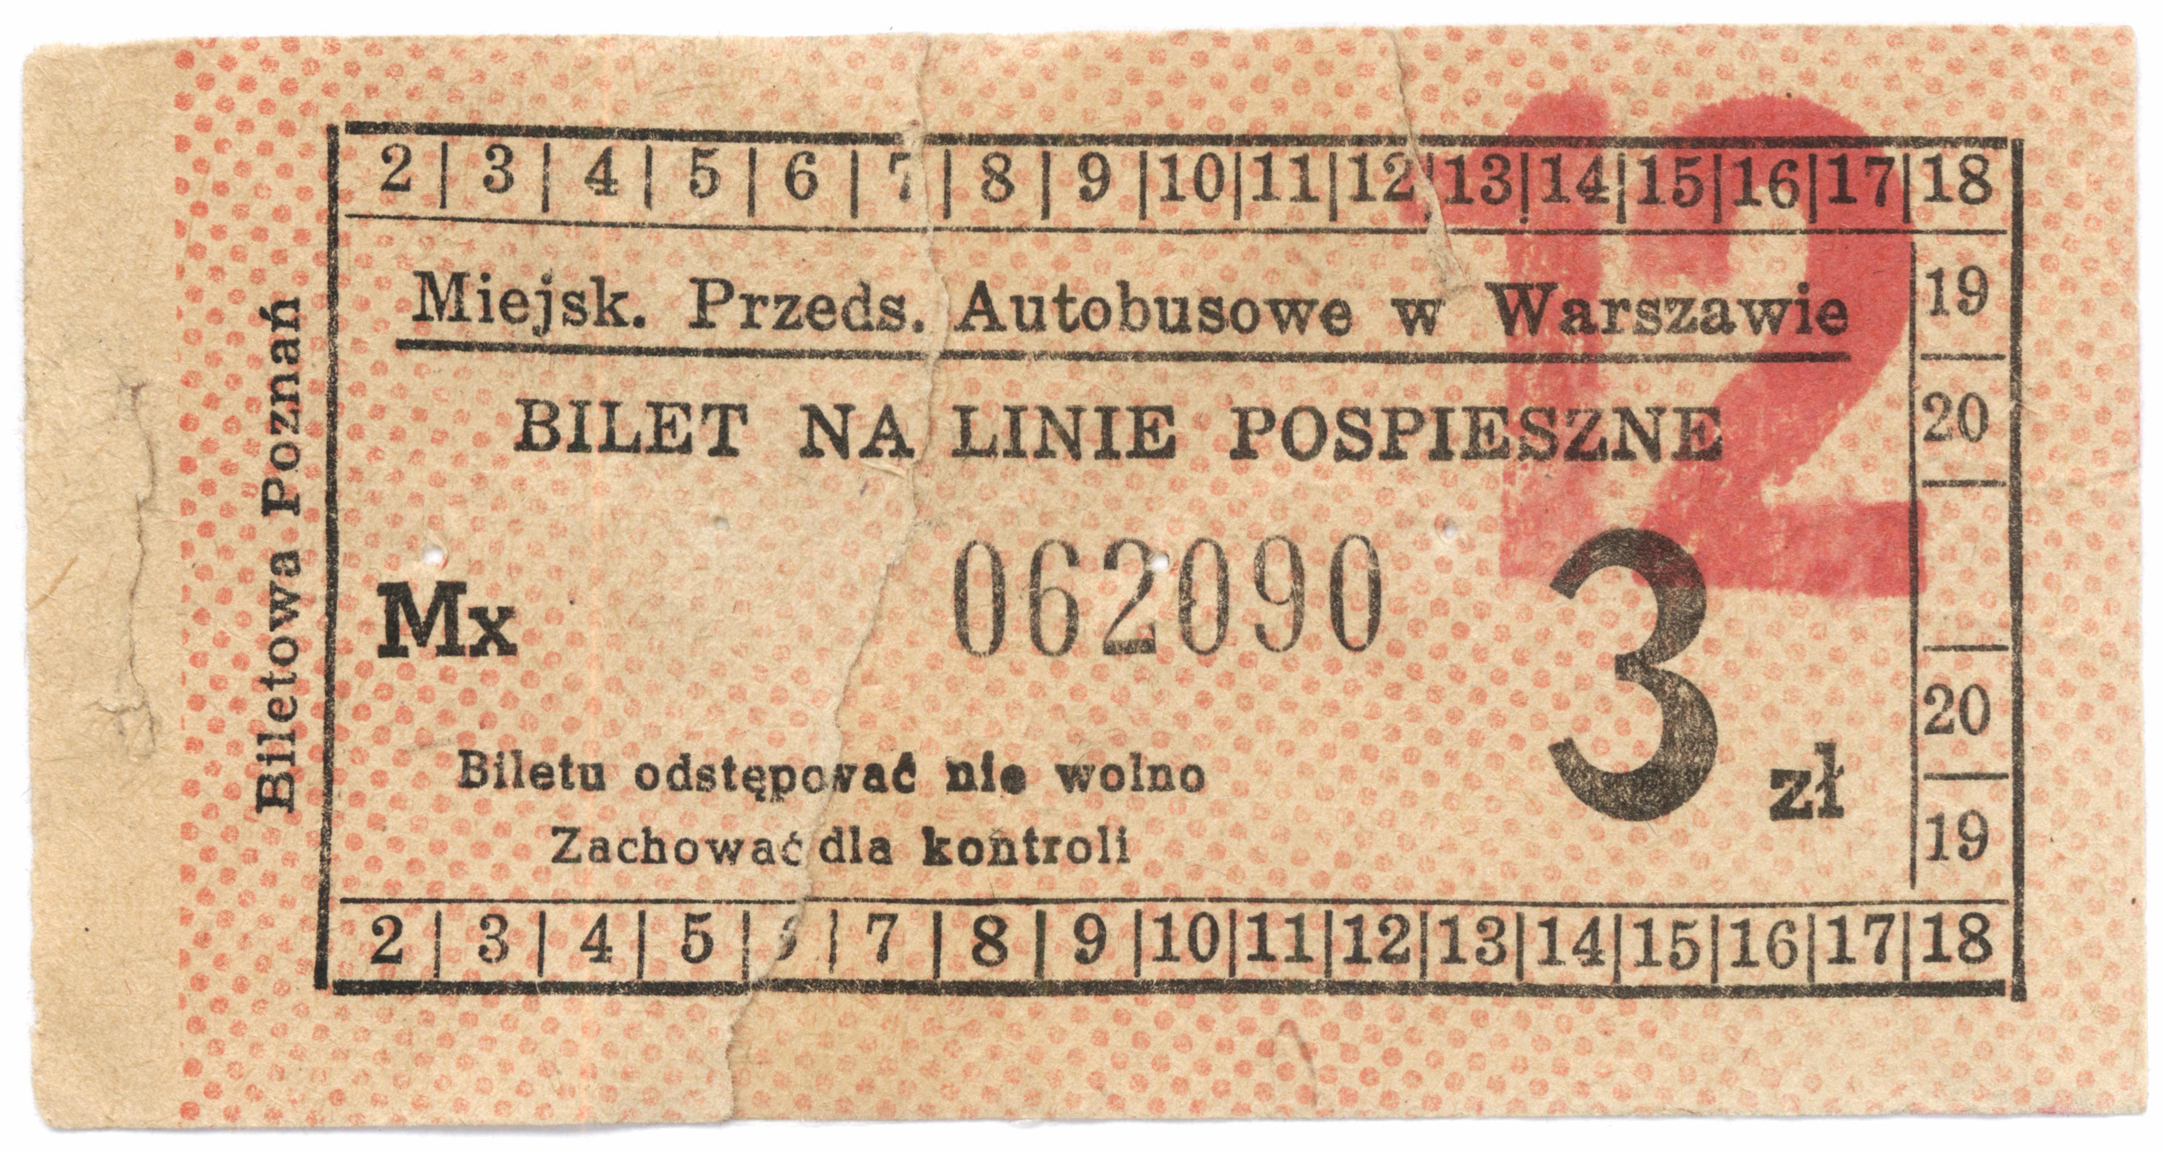 2 | 3 | 4 | 5 | 6 | 7 | 8 | 9 | 10 | 11 | 12 | 13 | 14 | 15 | 16 | 17 | 18
12
Miejsk. Przeds. Autobusowe w Warszawie
19
BILET NA LINIE POSPIESZNE
20
Mx 062090 3 zł
20
Biletu odstępować nie wolno
Zachować dla kontroli
19
2 | 3 | 4 | 5 | 6 | 7 | 8 | 9 | 10 | 11 | 12 | 13 | 14 | 15 | 16 | 17 | 18
Biletowa Poznań